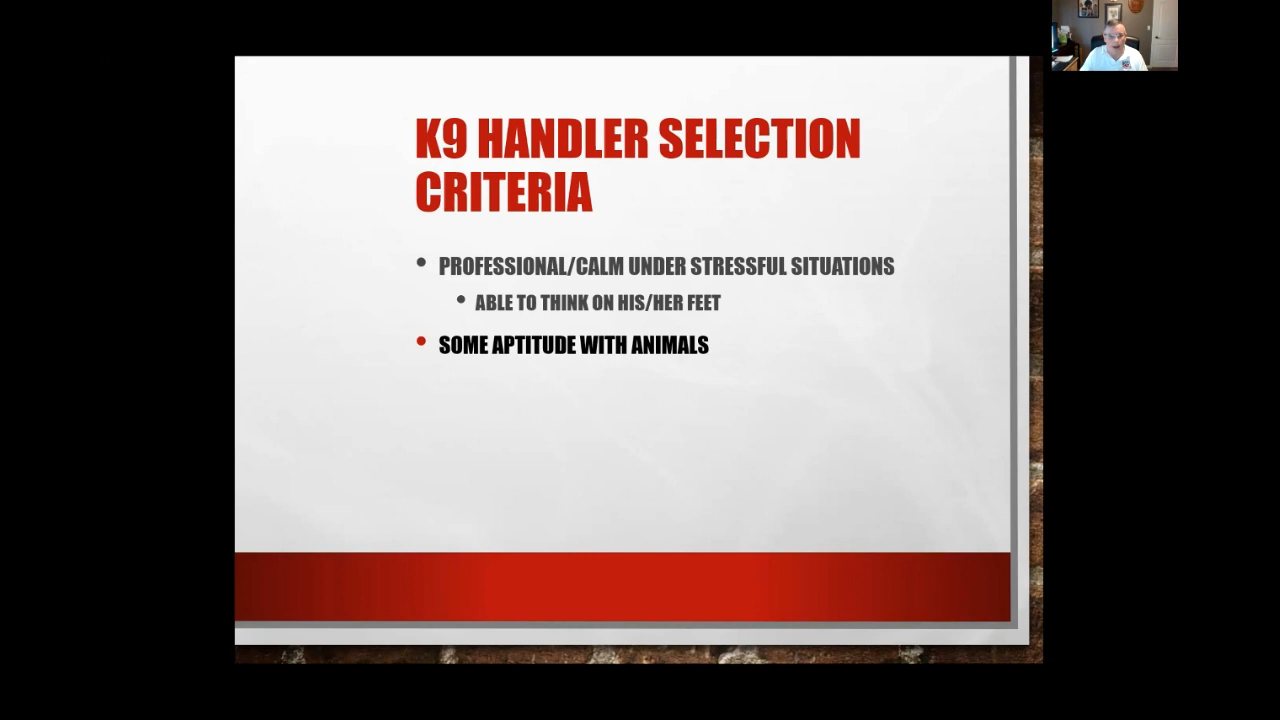 K9 HANDLER SELECTION
CRITERIA
• PROFESSIONAL/CALM UNDER STRESSFUL SITUATIONS
• ABLE TO THINK ON HIS/HER FEET
• SOME APTITUDE WITH ANIMALS